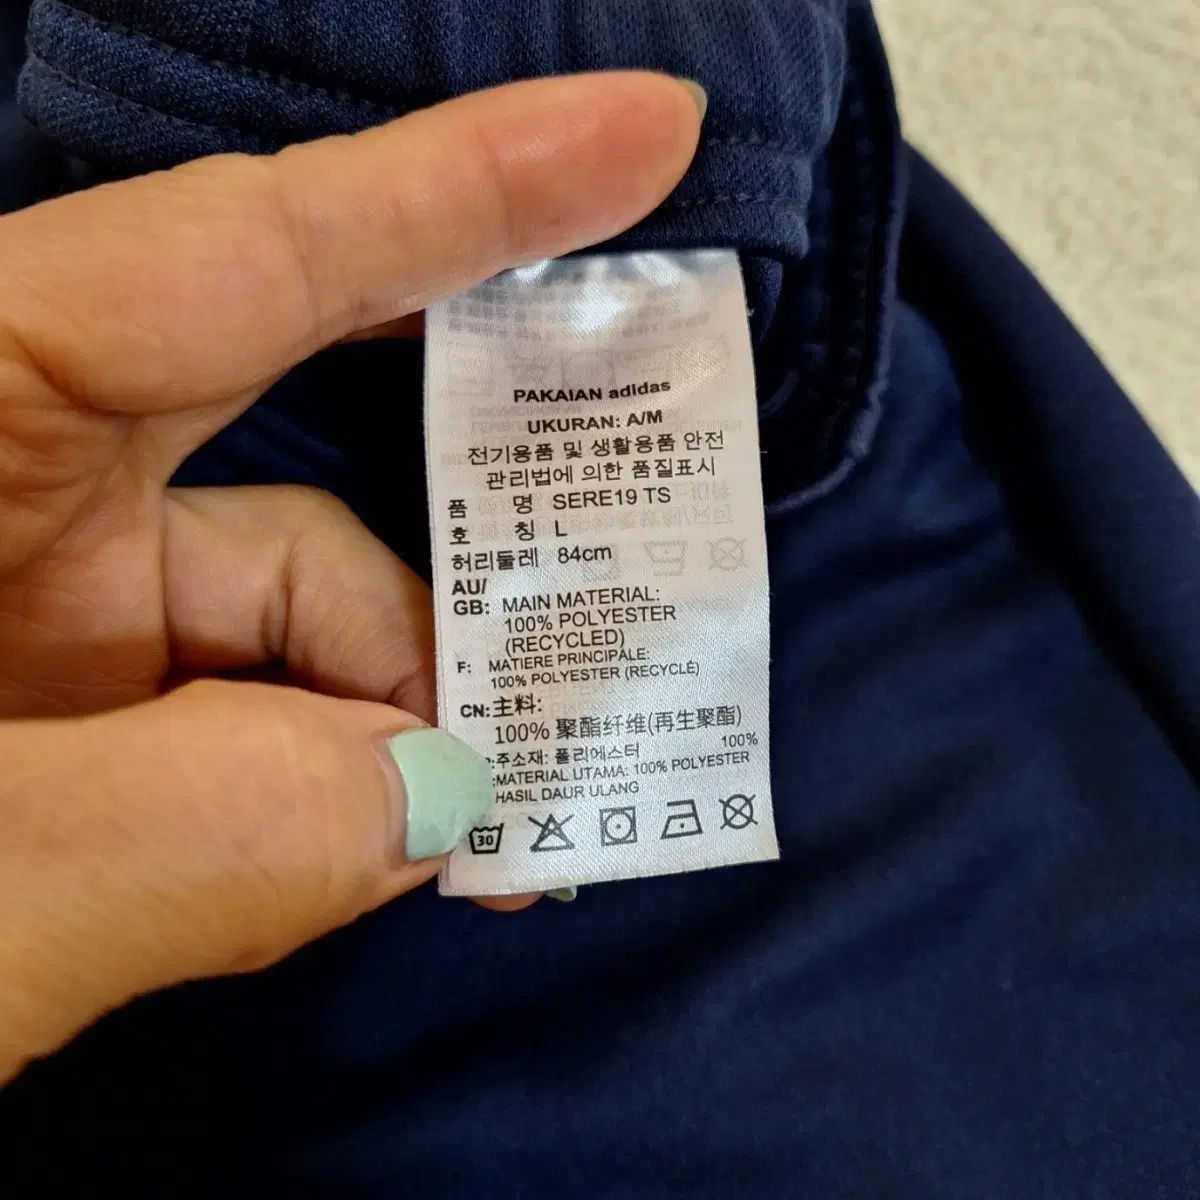 PAKAIAN adidas
UKURAN: A/M
전기용품 및 생활용품 안전
관리법에 의한 품질표시
품 명 SERE19 TS
호 칭 L
허리둘레 84cm
AU/
GB: MAIN MATERIAL:
100% POLYESTER
(RECYCLED)
F: MATIERE PRINCIPALE:
100% POLYESTER (RECYCLÉ)
CN:主料:
100% 聚酯纤维(再生聚酯)
:주소재: 폴리에스터 100%
:MATERIAL UTAMA: 100% POLYESTER
HASIL DAUR ULANG
30